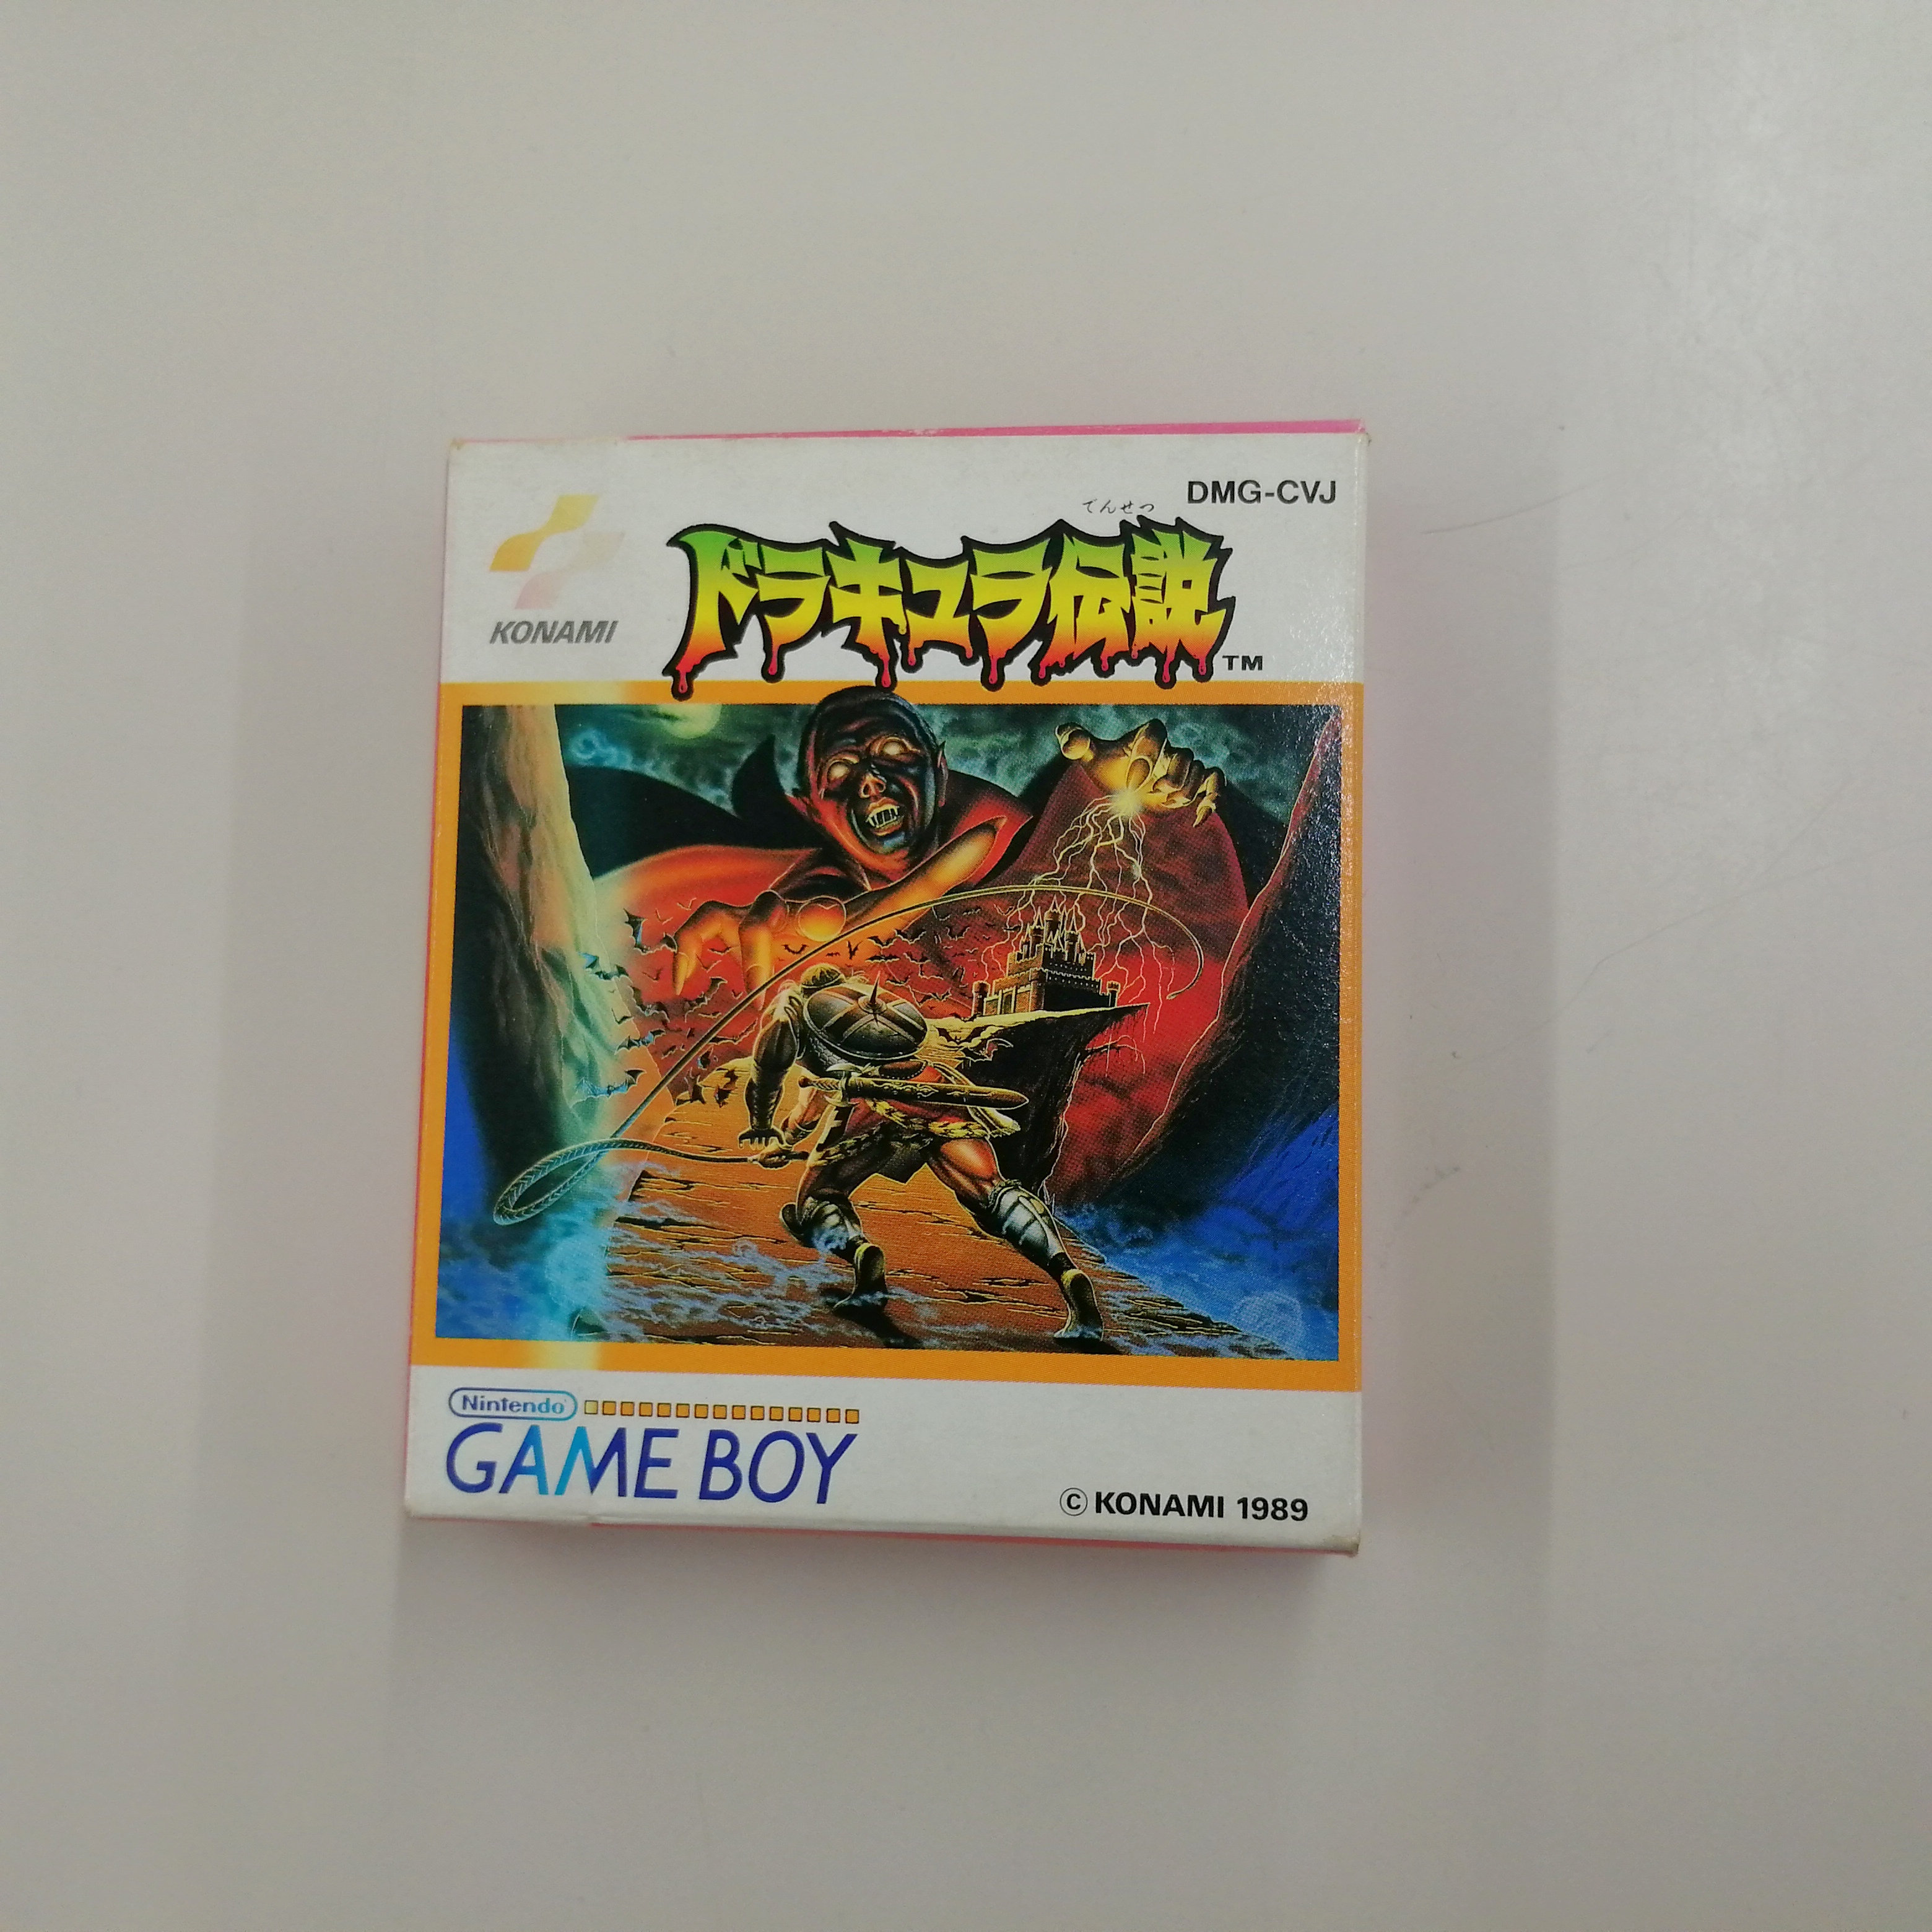 DMG-CVJ
KONAMI
てんせつ
ドラキュラ伝説™
Nintendo
GAME BOY
© KONAMI 1989